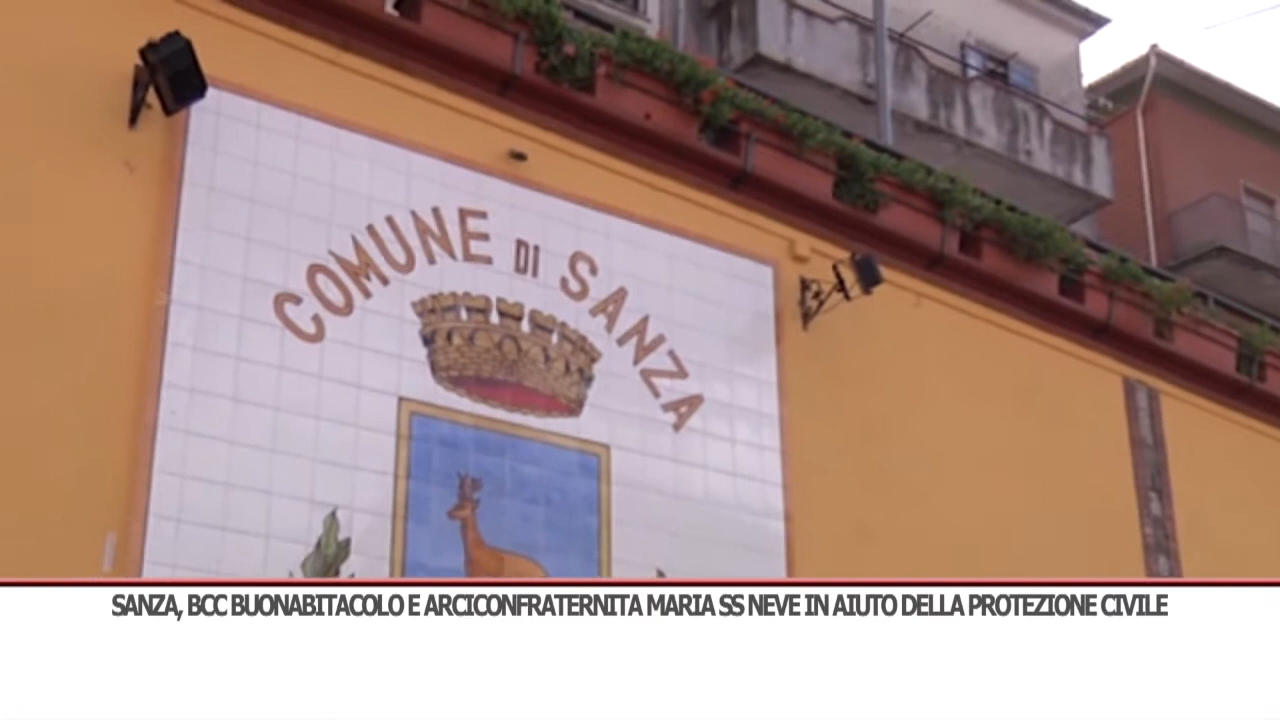 COMUNE DI SANZA
SANZA, BCC BUONABITACOLO E ARCICONFRATERNITA MARIA SS NEVE IN AIUTO DELLA PROTEZIONE CIVILE